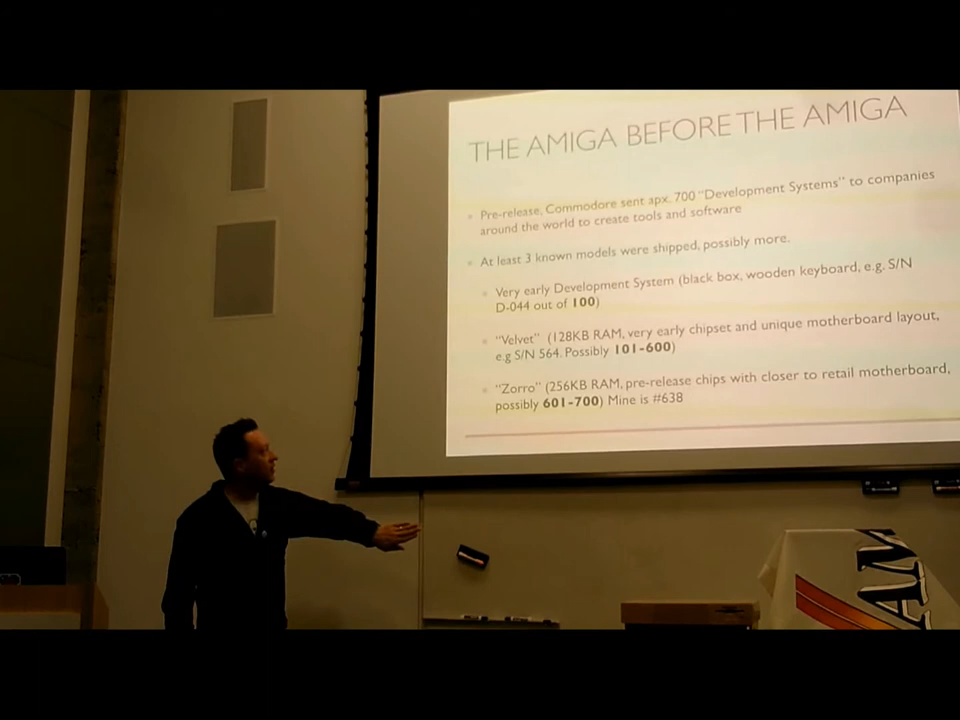 THE AMIGA BEFORE THE AMIGA
Pre-release, Commodore sent apx. 700 "Development Systems" to companies
around the world to create tools and software
At least 3 known models were shipped, possibly more.
Very early Development System (black box, wooden keyboard, e.g. S/N
D-044 out of 100)
"Velvet" (128KB RAM, very early chipset and unique motherboard layout,
e.g S/N 564. Possibly 101-600)
"Zorro" (256KB RAM, pre-release chips with closer to retail motherboard,
possibly 601-700) Mine is #638